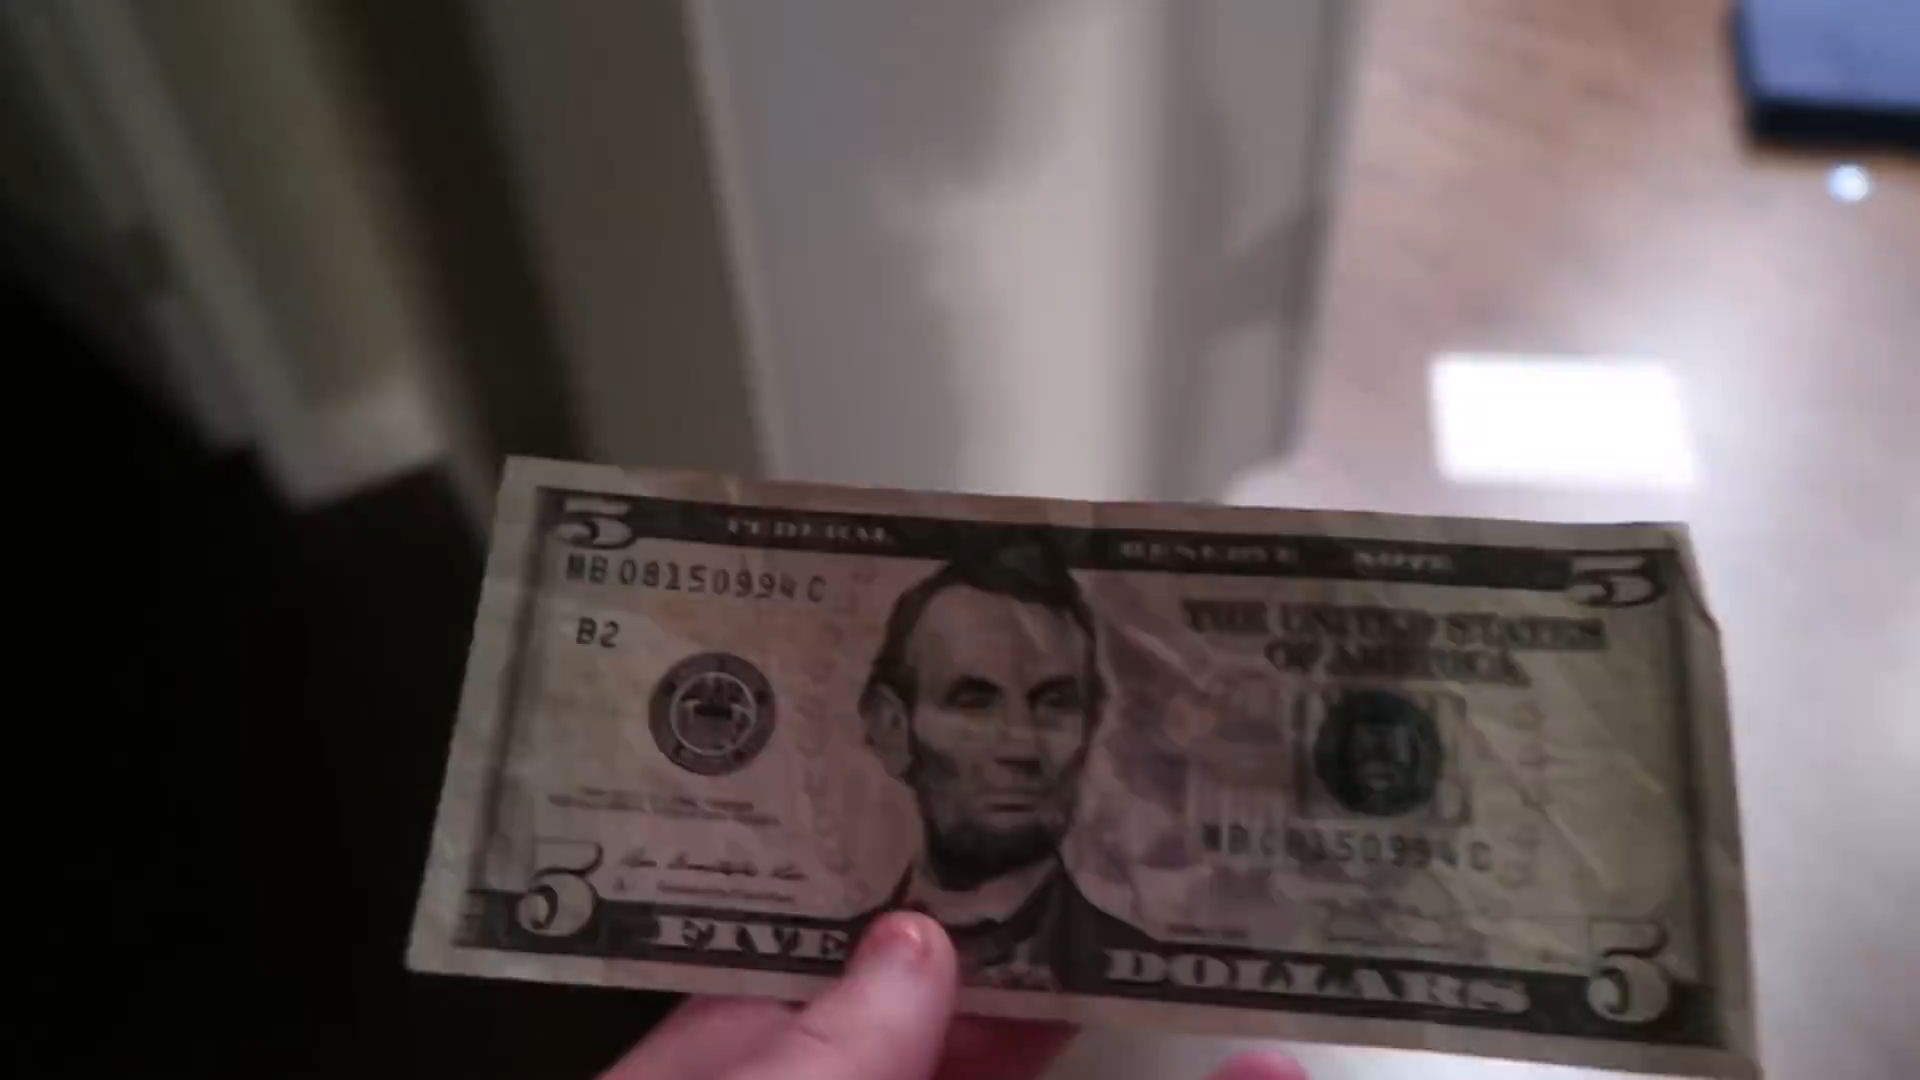 5 FEDERAL RESERVE NOTE 5
MB 08150994 C
THE UNITED STATES
OF AMERICA
B2
MB 08150994 C
5 FIVE DOLLARS 5